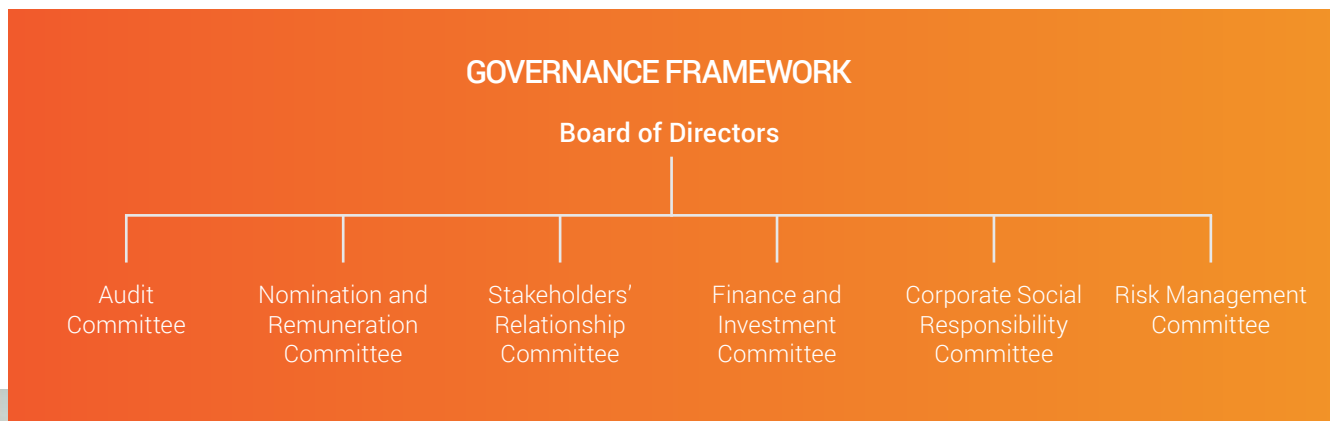 GOVERNANCE FRAMEWORK
Board of Directors
Audit
Committee
Nomination and
Remuneration
Committee
Stakeholders’
Relationship
Committee
Finance and
Investment
Committee
Corporate Social
Responsibility
Committee
Risk Management
Committee